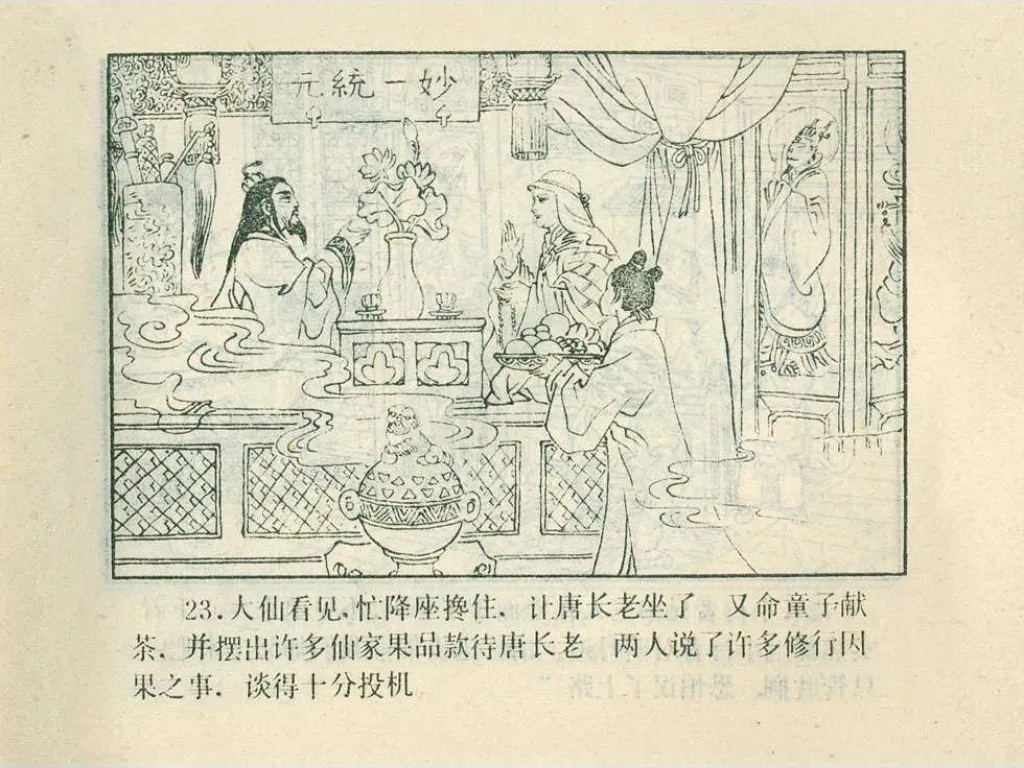 元統一妙
23.大仙看见,忙降座搀住,让唐长老坐了 又命童子献
茶,并摆出许多仙家果品款待唐长老 两人说了许多修行因
果之事.谈得十分投机